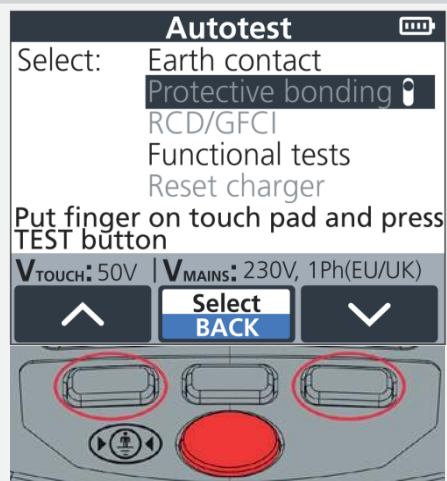 Autotest
Select: Earth contact
Protective bonding
RCD/GFCI
Functional tests
Reset charger
Put finger on touch pad and press
TEST button
VTOUCH: 50V | VMAINS: 230V, 1Ph(EU/UK)
Select
BACK